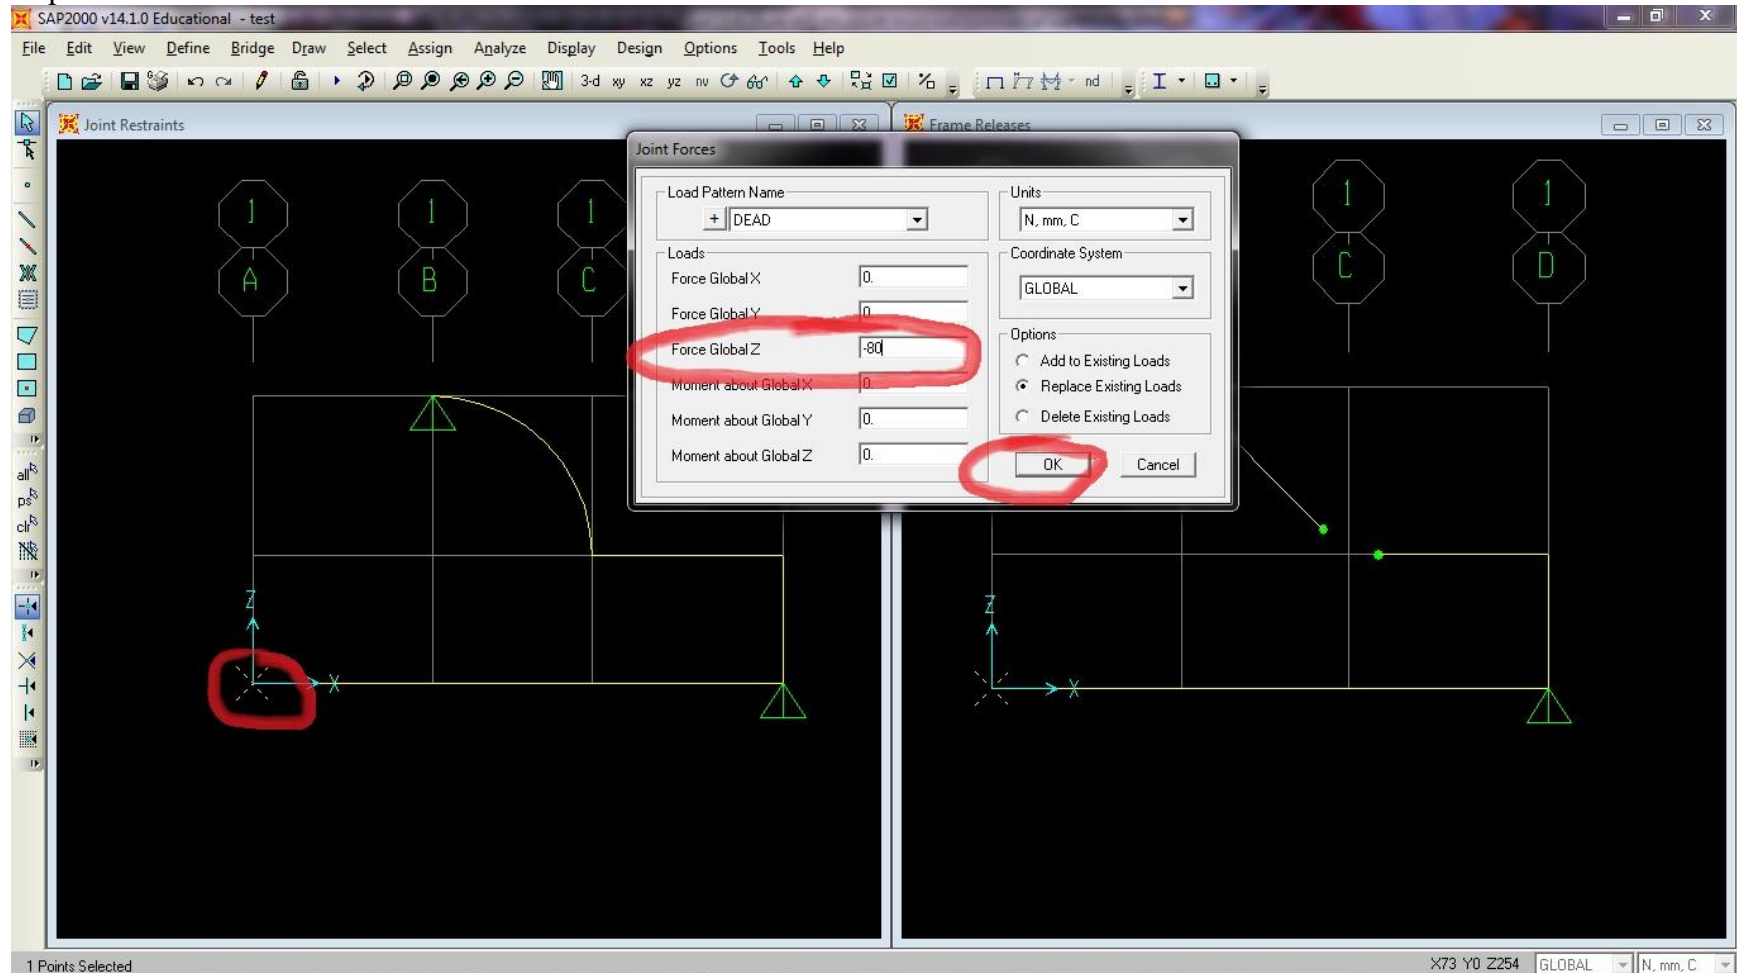 SAP2000 v14.1.0 Educational - test
File Edit View Define Bridge Draw Select Assign Analyze Display Design Options Tools Help
3-d xy xz yz nv nd
Joint Restraints
Frame Releases
Joint Forces
Load Pattern Name
+ DEAD
Units
N, mm, C
Loads
Force Global X 0.
Force Global Y 0.
Force Global Z -80
Moment about Global X 0.
Moment about Global Y 0.
Moment about Global Z 0.
Coordinate System
GLOBAL
Options
Add to Existing Loads
Replace Existing Loads
Delete Existing Loads
OK Cancel
1 1 1 1 1
A B C C D
Z Z
X X
all
ps
clr
1 Points Selected
X73 Y0 Z254 GLOBAL N, mm, C